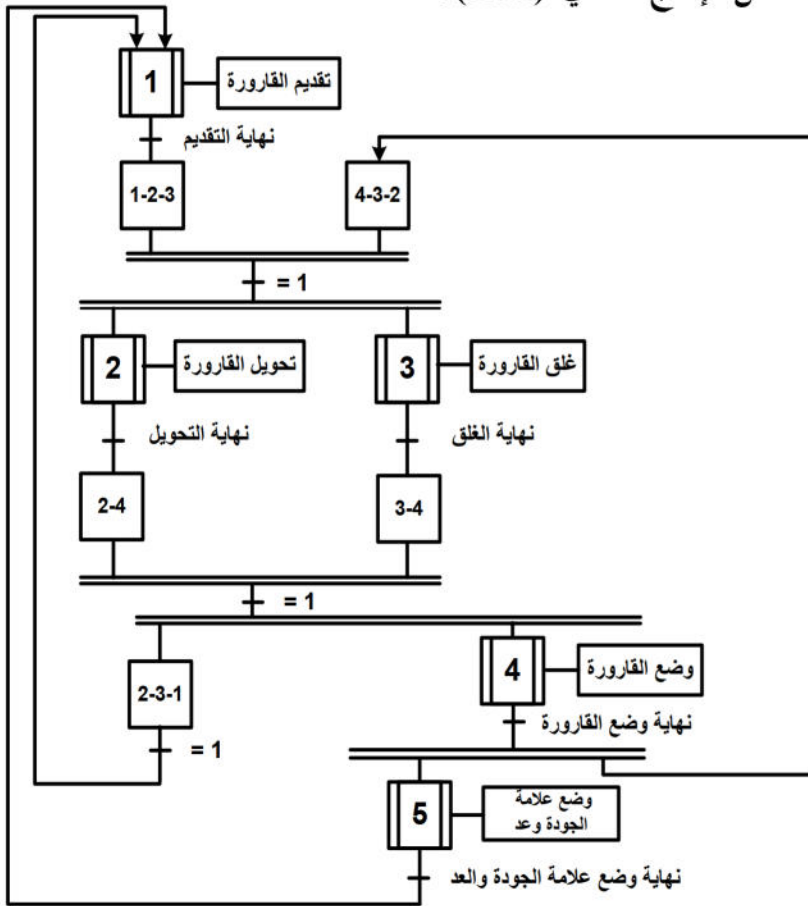 1
تقديم القارورة
نهاية التقديم
1-2-3
4-3-2
= 1
2
تحويل القارورة
3
غلق القارورة
نهاية التحويل
نهاية الغلق
2-4
3-4
= 1
2-3-1
= 1
4
وضع القارورة
نهاية وضع القارورة
5
وضع علامة
الجودة وعد
نهاية وضع علامة الجودة والعد